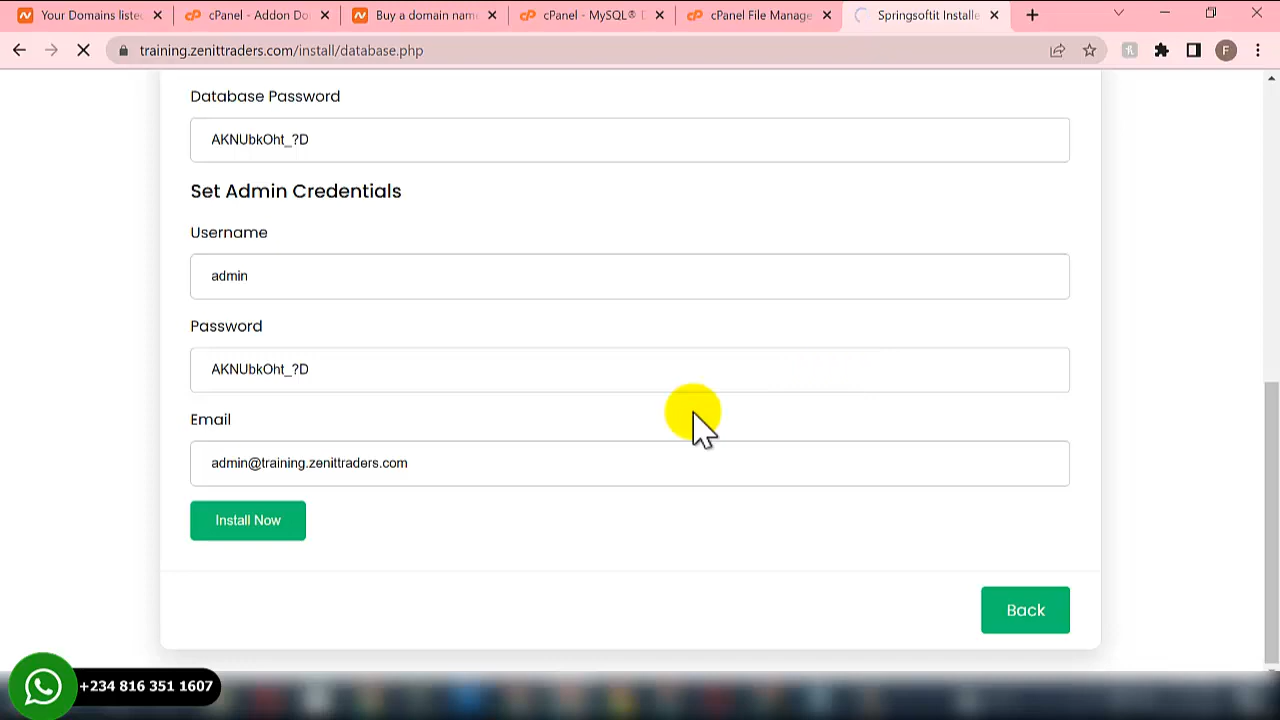 Your Domains listed
cPanel - Addon Do
Buy a domain name
cPanel - MySQL® D
cPanel File Manage
Springsoftit Installe
training.zenittraders.com/install/database.php
F
Database Password
AKNUbkOht_?D
Set Admin Credentials
Username
admin
Password
AKNUbkOht_?D
Email
admin@training.zenittraders.com
Install Now
Back
+234 816 351 1607